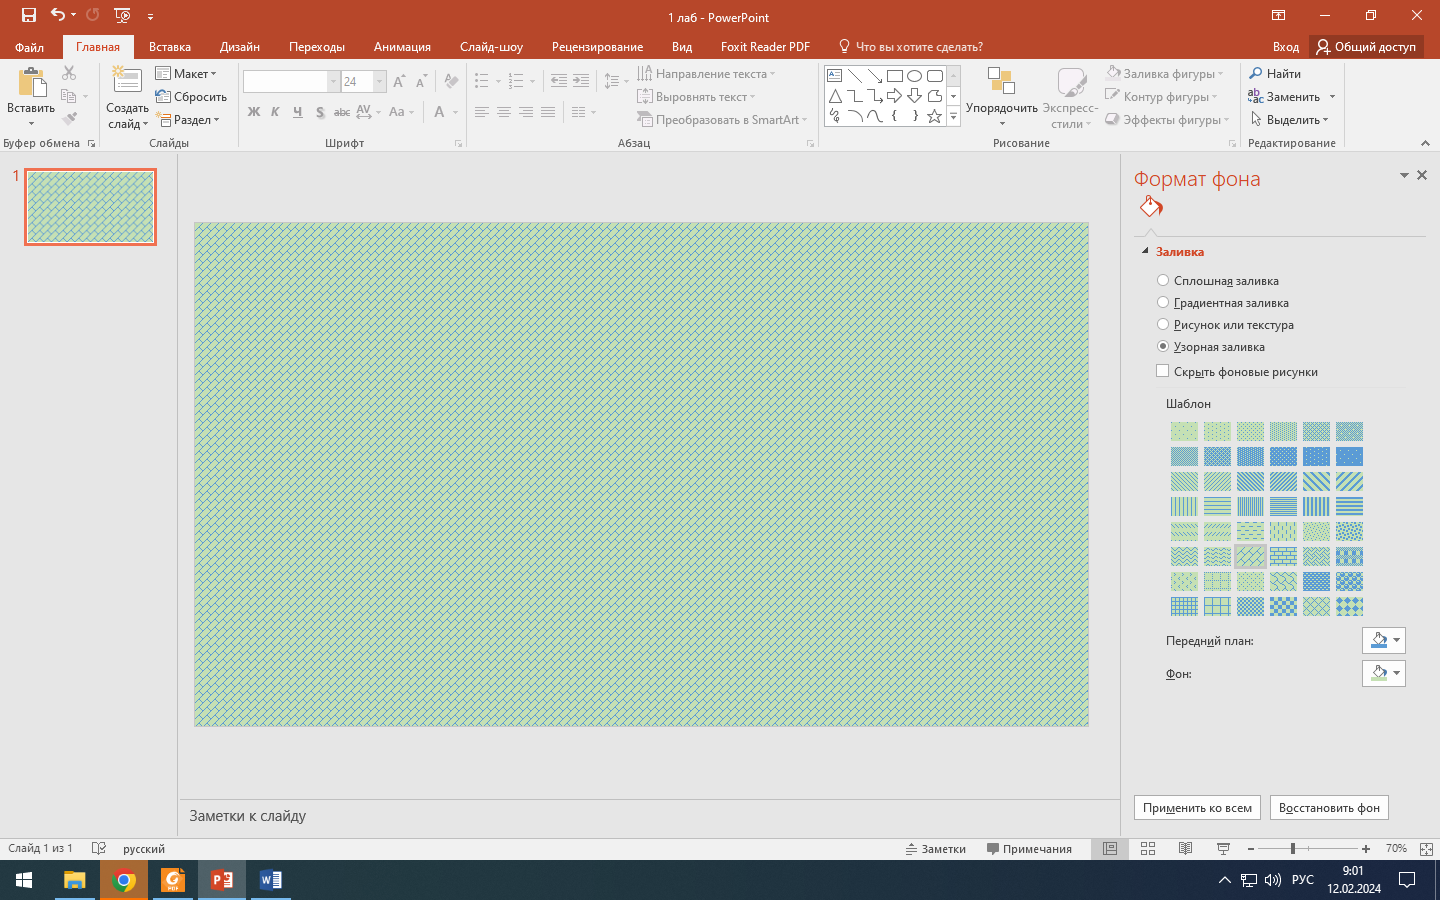 1 лаб - PowerPoint
Файл Главная Вставка Дизайн Переходы Анимация Слайд-шоу Рецензирование Вид Foxit Reader PDF Что вы хотите сделать? Вход Общий доступ
Вставить
Буфер обмена
Создать слайд
Макет
Сбросить
Раздел
Слайды
24
Ж К Ч S abc AV Aa A
Шрифт
Направление текста
Выровнять текст
Преобразовать в SmartArt
Абзац
Упорядочить
Экспресс-стили
Заливка фигуры
Контур фигуры
Эффекты фигуры
Рисование
Найти
Заменить
Выделить
Редактирование
1
Формат фона
Заливка
Сплошная заливка
Градиентная заливка
Рисунок или текстура
Узорная заливка
Скрыть фоновые рисунки
Шаблон
Передний план:
Фон:
Применить ко всем Восстановить фон
Заметки к слайду
Слайд 1 из 1 русский Заметки Примечания 70%
РУС
9:01
12.02.2024